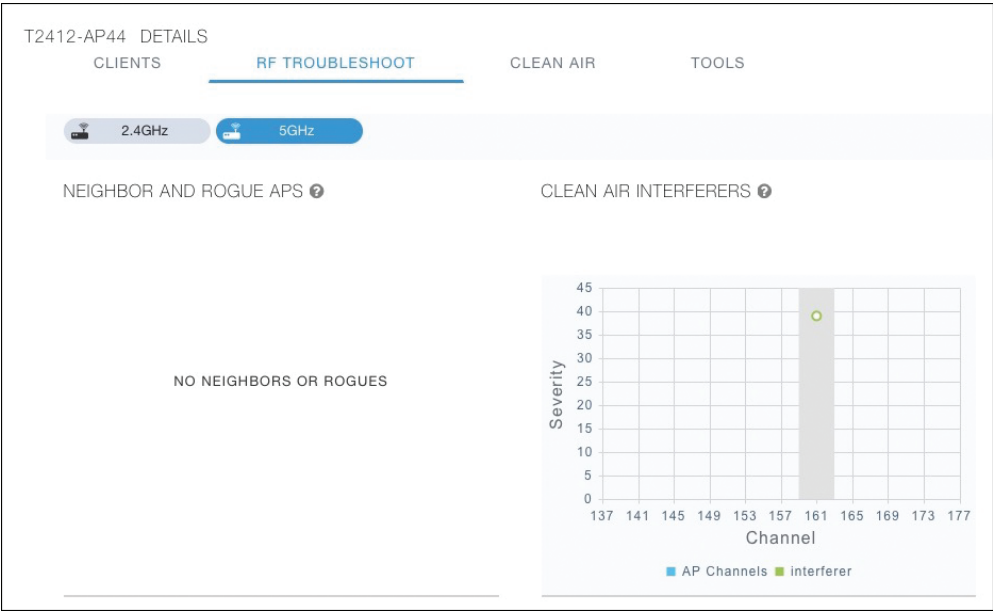 T2412-AP44 DETAILS
CLIENTS RF TROUBLESHOOT CLEAN AIR TOOLS
2.4GHz 5GHz
NEIGHBOR AND ROGUE APS ?
CLEAN AIR INTERFERERS ?
NO NEIGHBORS OR ROGUES
Severity
45
40
35
30
25
20
15
10
5
0
137 141 145 149 153 157 161 165 169 173 177
Channel
AP Channels interferer